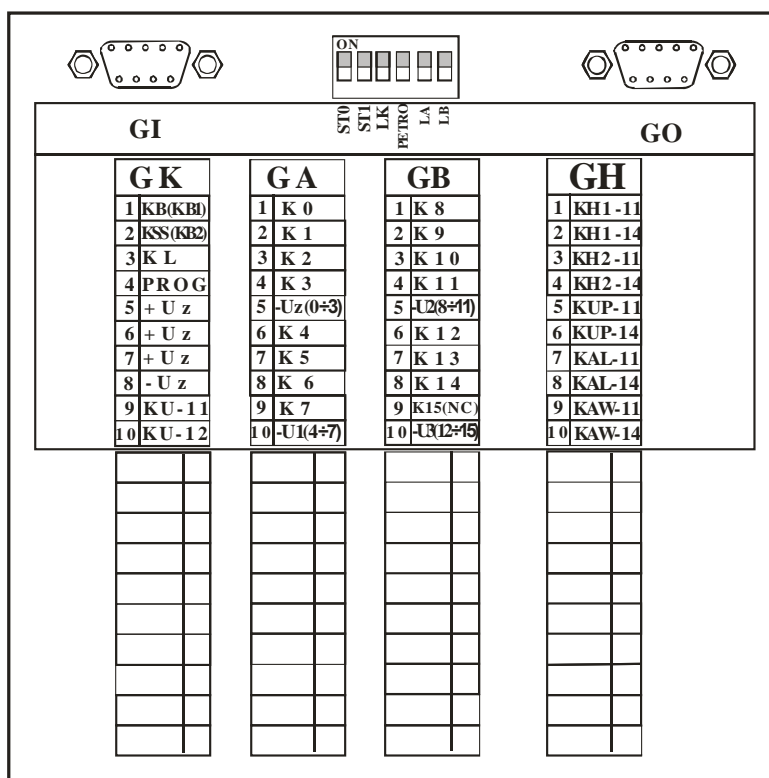 ON
ST0
ST1
LK
PETRO
LA
LB
GI
GO
GK
1 KB(KB1)
2 KSS(KB2)
3 KL
4 PROG
5 +Uz
6 +Uz
7 +Uz
8 -Uz
9 KU-11
10 KU-12
GA
1 K0
2 K1
3 K2
4 K3
5 -Uz(0÷3)
6 K4
7 K5
8 K6
9 K7
10 -U1(4÷7)
GB
1 K8
2 K9
3 K10
4 K11
5 -U2(8÷11)
6 K12
7 K13
8 K14
9 K15(NC)
10 -U3(12÷15)
GH
1 KH1-11
2 KH1-14
3 KH2-11
4 KH2-14
5 KUP-11
6 KUP-14
7 KAL-11
8 KAL-14
9 KAW-11
10 KAW-14